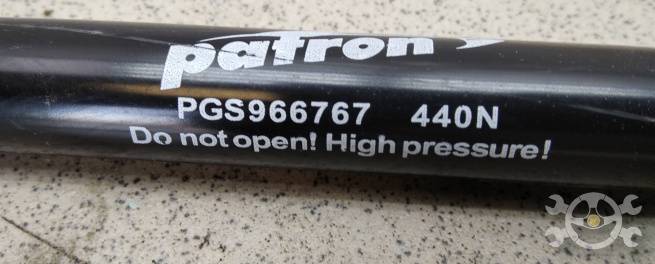 patron
PGS966767 440N
Do not open! High pressure!